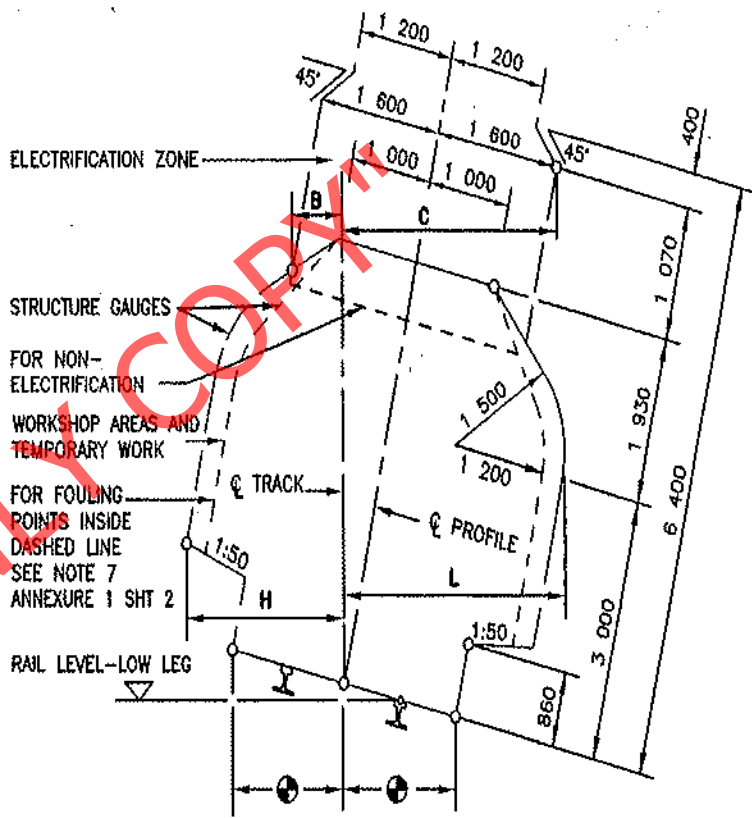 1 200
1 200
45°
1 600
1 600
45°
400
ELECTRIFICATION ZONE
1 000
1 000
B
C
1 070
STRUCTURE GAUGES
FOR NON-
ELECTRIFICATION
1 500
1 930
WORKSHOP AREAS AND
TEMPORARY WORK
1 200
6 400
℄ TRACK
FOR FOULING
POINTS INSIDE
DASHED LINE
SEE NOTE 7
ANNEXURE 1 SHT 2
℄ PROFILE
1:50
H
L
1:50
3 000
RAIL LEVEL-LOW LEG
860
LY COPY"